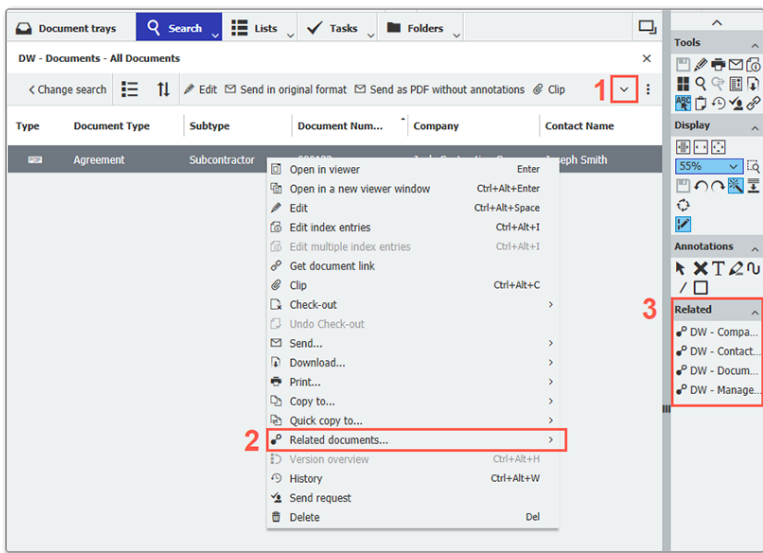 Document trays Search Lists Tasks Folders
DW - Documents - All Documents
Change search Edit Send in original format Send as PDF without annotations Clip 1
Type Document Type Subtype Document Num... Company Contact Name
Agreement Subcontractor Joseph Smith
Open in viewer Enter
Open in a new viewer window Ctrl+Alt+Enter
Edit Ctrl+Alt+Space
Edit index entries Ctrl+Alt+I
Edit multiple index entries Ctrl+Alt+I
Get document link
Clip Ctrl+Alt+C
Check-out
Undo Check-out
Send...
Download...
Print...
Copy to...
Quick copy to...
2 Related documents...
Version overview Ctrl+Alt+H
History Ctrl+Alt+W
Send request
Delete Del
Tools
ABC
Display
55%
Annotations
T
3 Related
DW - Compa...
DW - Contact...
DW - Docum...
DW - Manage...